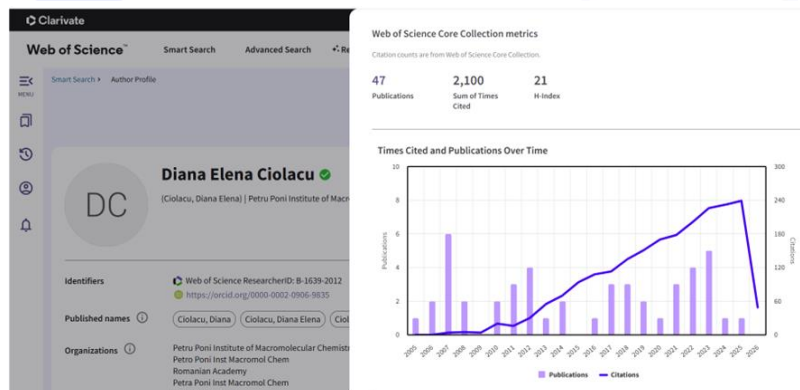 Clarivate
Web of Science™
Smart Search
Advanced Search
Re
MENU
Smart Search > Author Profile
DC
Diana Elena Ciolacu
(Ciolacu, Diana Elena) | Petru Poni Institute of Macro
Identifiers
Web of Science ResearcherID: B-1639-2012
https://orcid.org/0000-0002-0906-9835
Published names
Ciolacu, Diana
Ciolacu, Diana Elena
Ciol
Organizations
Petru Poni Institute of Macromolecular Chemistr
Petro Poni Inst Macromol Chem
Romanian Academy
Petra Poni Inst Macromol Chem
Web of Science Core Collection metrics
Citation counts are from Web of Science Core Collection.
47
Publications
2,100
Sum of Times
Cited
21
H-Index
Times Cited and Publications Over Time
10
8
6
4
2
0
Publications
300
240
180
120
60
0
Citations
2005 2006 2007 2008 2009 2010 2011 2012 2013 2014 2015 2016 2017 2018 2019 2020 2021 2022 2023 2024 2025 2026
Publications
Citations